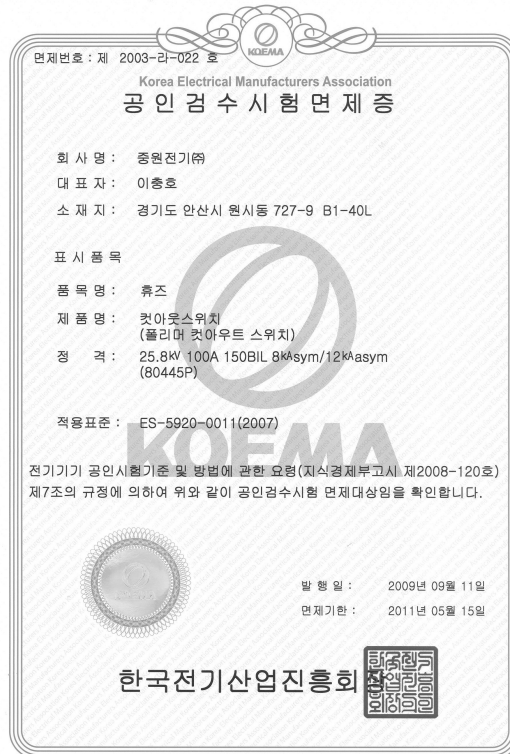 KOEMA
면제번호 : 제 2003-라-022 호
Korea Electrical Manufacturers Association
공인검수시험면제증
회 사 명 : 중원전기㈜
대 표 자 : 이충호
소 재 지 : 경기도 안산시 원시동 727-9 B1-40L
표 시 품 목
품 목 명 : 휴즈
제 품 명 : 컷아웃스위치
(폴리머 컷아우트 스위치)
정 격 : 25.8kV 100A 150BIL 8kAsym/12kAasym
(80445P)
적용표준 : ES-5920-0011(2007)
KOEMA
전기기기 공인시험기준 및 방법에 관한 요령(지식경제부고시 제2008-120호)
제7조의 규정에 의하여 위와 같이 공인검수시험 면제대상임을 확인합니다.
발 행 일 : 2009년 09월 11일
면제기한 : 2011년 05월 15일
한국전기산업진흥회장